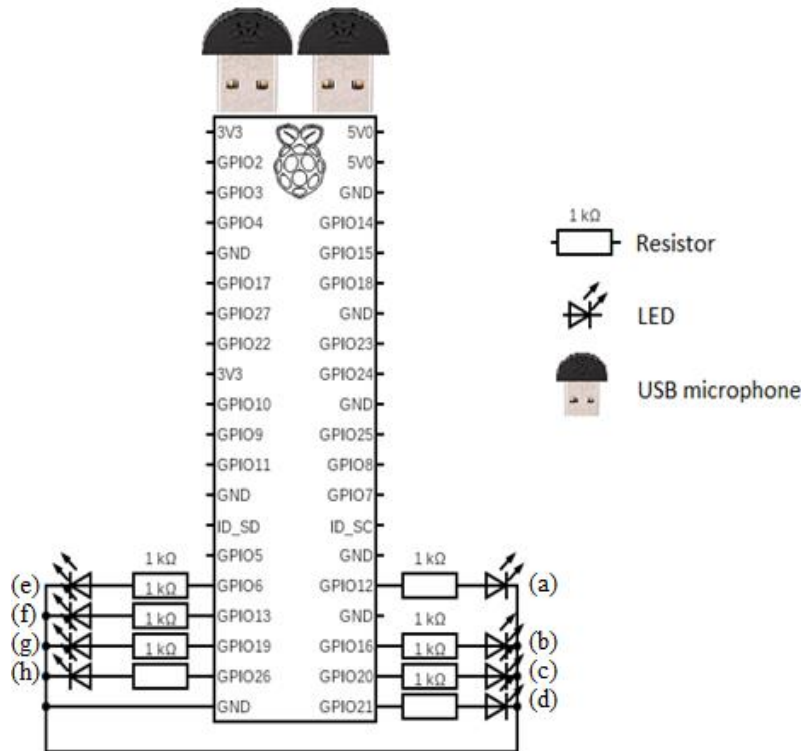 3V3 5V0
GPIO2 5V0
GPIO3 GND
GPIO4 GPIO14
GND GPIO15
GPIO17 GPIO18
GPIO27 GND
GPIO22 GPIO23
3V3 GPIO24
GPIO10 GND
GPIO9 GPIO25
GPIO11 GPIO8
GND GPIO7
ID_SD ID_SC
1 kΩ GPIO5 GND 1 kΩ
(e) 1 kΩ GPIO6 GPIO12 (a)
(f) 1 kΩ GPIO13 GND 1 kΩ
(g) 1 kΩ GPIO19 GPIO16 1 kΩ (b)
(h) GPIO26 GPIO20 1 kΩ (c)
GND GPIO21 (d)
1 kΩ
Resistor
LED
USB microphone